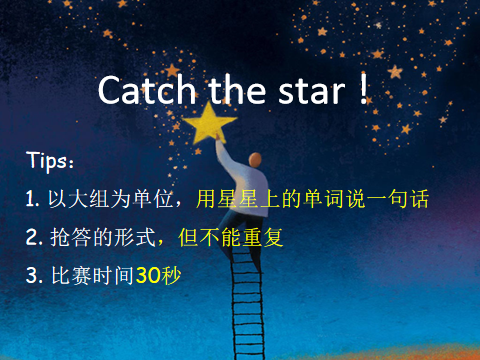 Catch the star !
Tips：
1. 以大组为单位，用星星上的单词说一句话
2. 抢答的形式，但不能重复
3. 比赛时间30秒